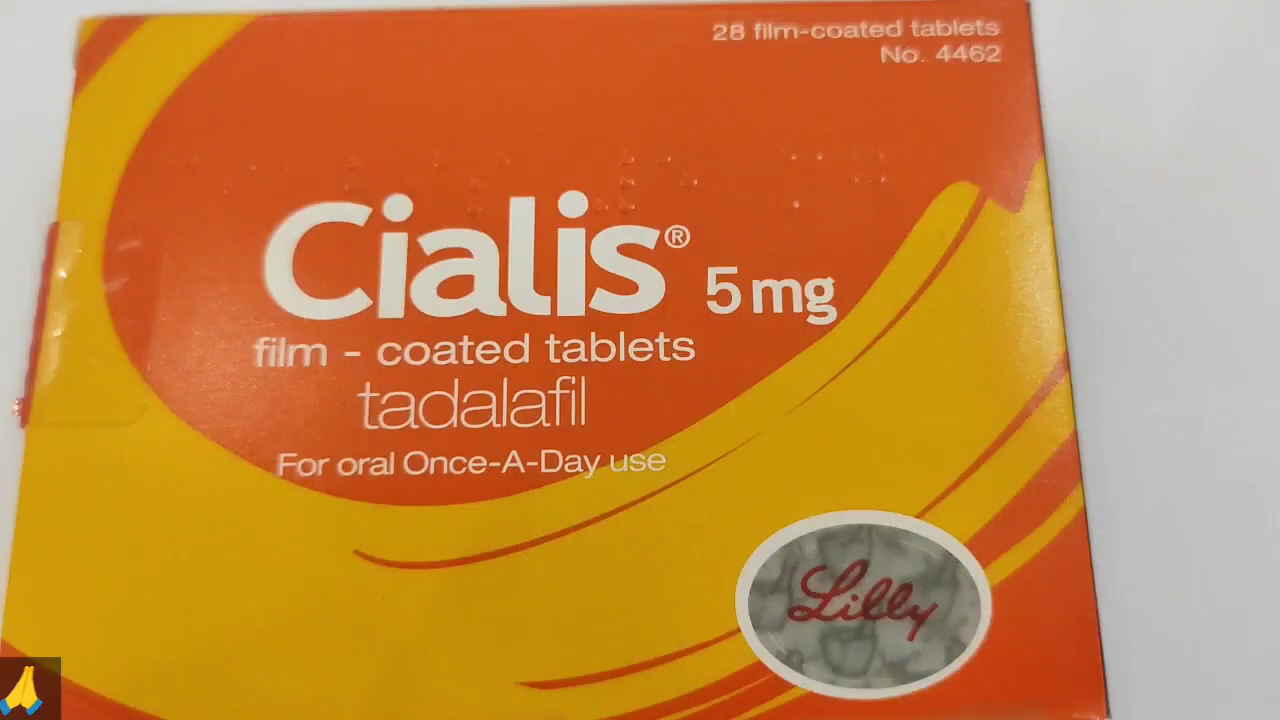 28 film-coated tablets
No. 4462
Cialis® 5 mg
film - coated tablets
tadalafil
For oral Once-A-Day use
Lilly